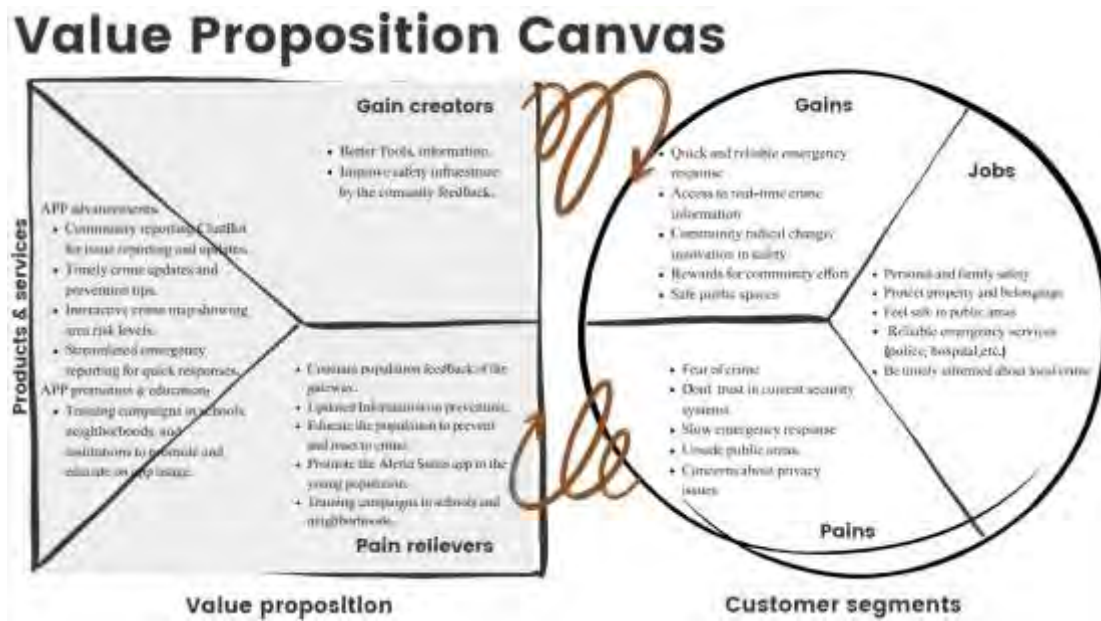 Value Proposition Canvas
Gain creators
• Better Tools, information.
• Improve safety infraesture
by the comunity feedback.
Products & services
APP advancements
• Community reporting ChatBot
for issue reporting and updates.
• Timely crime updates and
prevention tips.
• Interactive crime map showing
area risk levels.
• Streamlined emergency
reporting for quick responses.
APP promotion & education
• Training campaigns in schools,
neighborhoods, and
institutions to promote and
educate on app usage.
• Constant population feedback of the
gateway.
• Updated Information on prevention.
• Educate the population to prevent
and react to crime.
• Promote the Alerta app to the
young population.
• Training campaigns in schools and
neighborhoods.
Pain relievers
Value proposition
Gains
• Quick and reliable emergency
response
• Access to real-time crime
information
• Community radical change/
innovation in safety
• Rewards for community effort
• Safe public spaces
Jobs
• Personal and family safety
• Protect property and belongings
• Feel safe in public areas
• Reliable emergency services
(police, hospital,etc.)
• Be timely informed about local crime
• Fear of crime
• Dont trust in current security
systems
• Slow emergency response
• Unsafe public areas.
• Concerns about privacy
issues
Pains
Customer segments